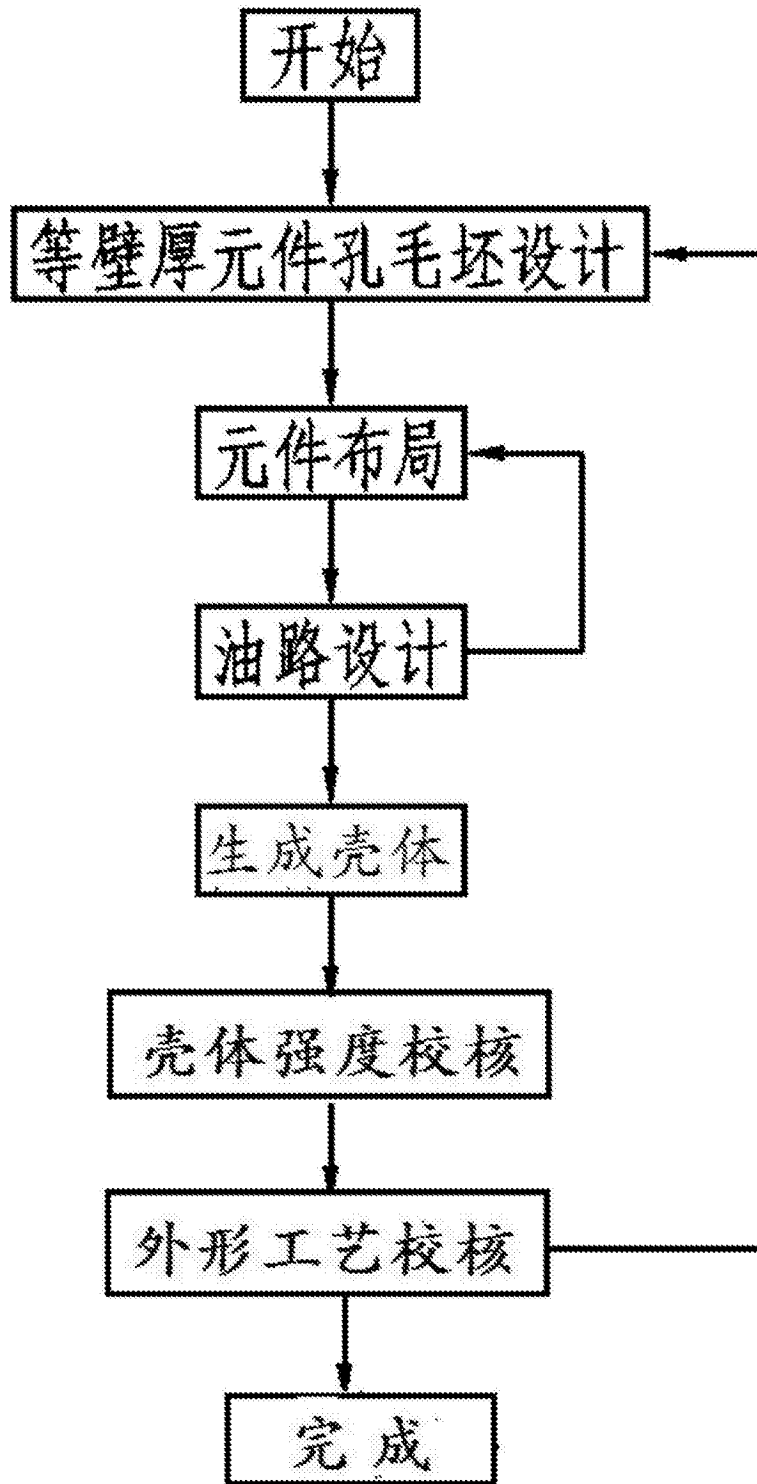 开始
等壁厚元件孔毛坯设计
元件布局
油路设计
生成壳体
壳体强度校核
外形工艺校核
完成